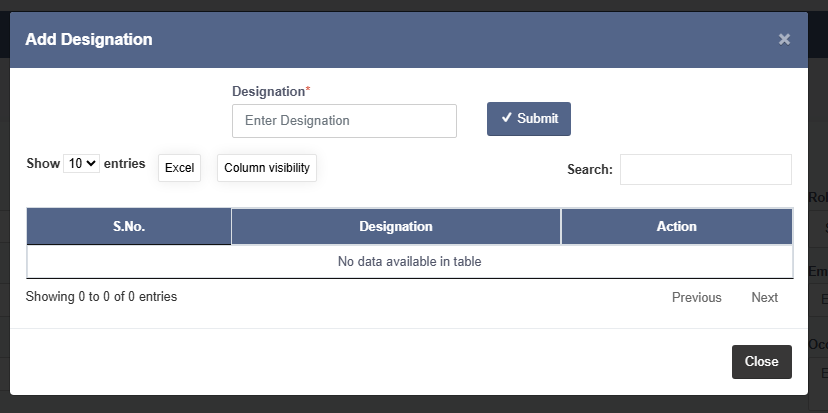 Add Designation ×
Designation*
Enter Designation
Submit
Show 10 entries Excel Column visibility Search:
S.No. Designation Action
No data available in table
Showing 0 to 0 of 0 entries Previous Next
Close